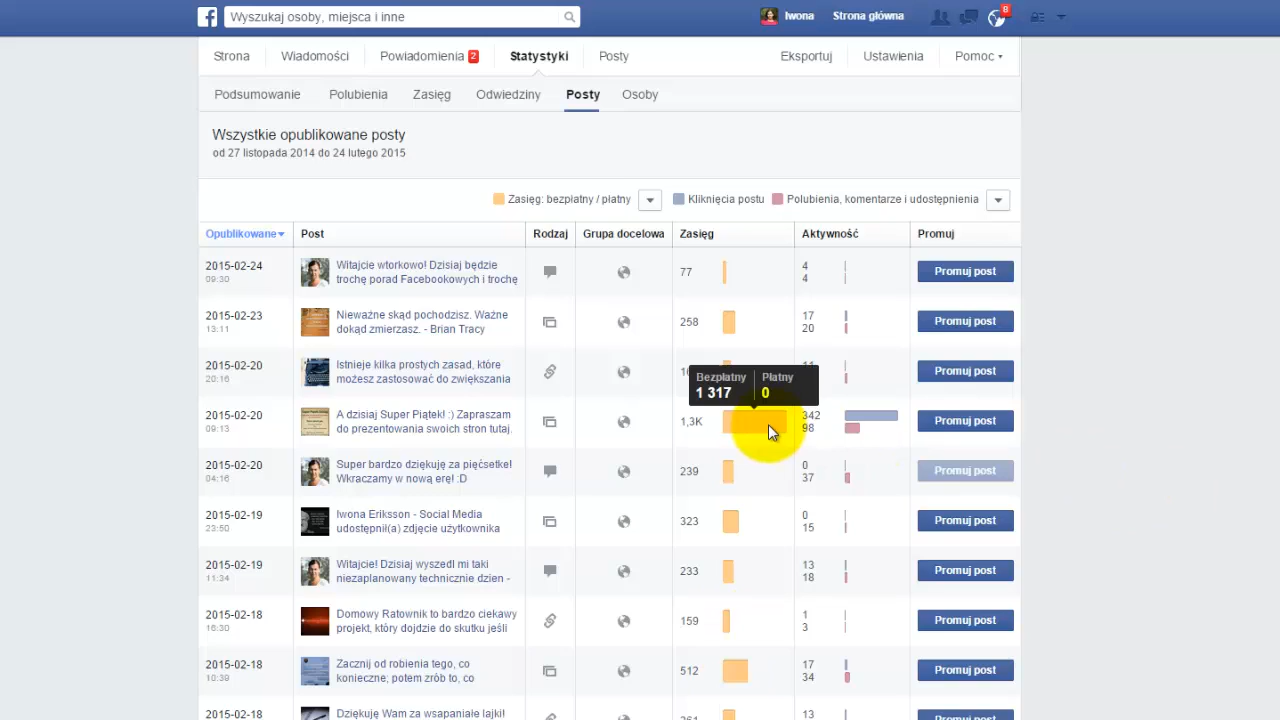 Wyszukaj osoby, miejsca i inne
Iwona
Strona główna
8
Strona
Wiadomości
Powiadomienia 2
Statystyki
Posty
Eksportuj
Ustawienia
Pomoc
Podsumowanie
Polubienia
Zasięg
Odwiedziny
Posty
Osoby
Wszystkie opublikowane posty
od 27 listopada 2014 do 24 lutego 2015
Zasięg: bezpłatny / płatny
Kliknięcia postu
Polubienia, komentarze i udostępnienia
Opublikowane
Post
Rodzaj
Grupa docelowa
Zasięg
Aktywność
Promuj
2015-02-24
09:30
Witajcie wtorkowo! Dzisiaj będzie
trochę porad Facebookowych i trochę
77
4
4
Promuj post
2015-02-23
13:11
Nieważne skąd pochodzisz. Ważne
dokąd zmierzasz. - Brian Tracy
258
17
20
Promuj post
2015-02-20
20:16
Istnieje kilka prostych zasad, które
możesz zastosować do zwiększania
Promuj post
Bezpłatny
1 317
Płatny
0
2015-02-20
09:13
A dzisiaj Super Piątek! :) Zapraszam
do prezentowania swoich stron tutaj.
1,3K
342
98
Promuj post
2015-02-20
04:16
Super bardzo dziękuję za pięćsetke!
Wkraczamy w nową erę! :D
239
0
37
Promuj post
2015-02-19
23:50
Iwona Eriksson - Social Media
udostępnił(a) zdjęcie użytkownika
323
0
15
Promuj post
2015-02-19
11:34
Witajcie! Dzisiaj wyszedł mi taki
niezaplanowany technicznie dzien -
233
13
18
Promuj post
2015-02-18
16:30
Domowy Ratownik to bardzo ciekawy
projekt, który dojdzie do skutku jeśli
159
1
3
Promuj post
2015-02-18
10:38
Zacznij od robienia tego, co
konieczne; potem zrób to, co
512
17
34
Promuj post
2015-02-18
Dziękuję Wam za wspaniałe lajki!
13
Promuj post